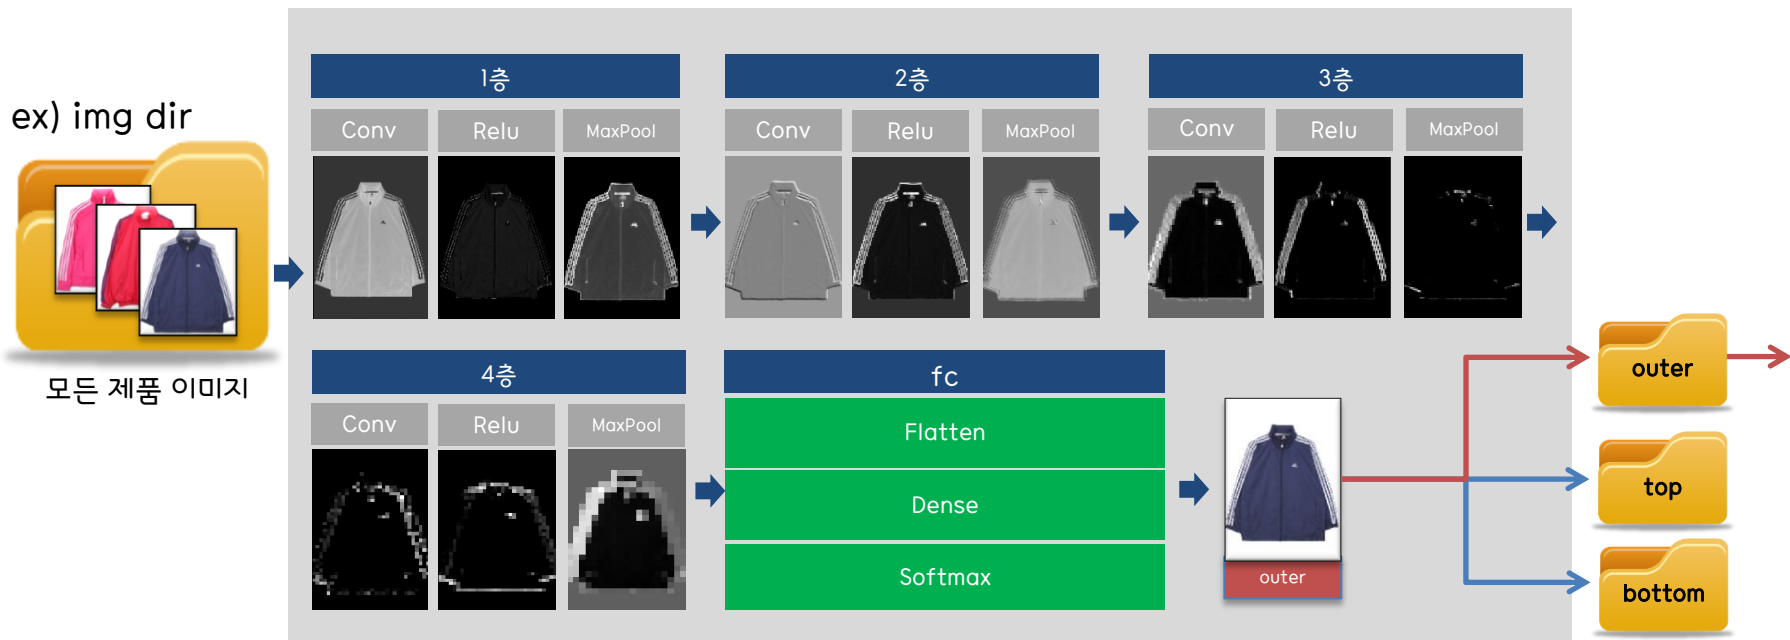 ex) img dir
모든 제품 이미지
1층
Conv
Relu
MaxPool
2층
Conv
Relu
MaxPool
3층
Conv
Relu
MaxPool
4층
Conv
Relu
MaxPool
fc
Flatten
Dense
Softmax
outer
outer
top
bottom